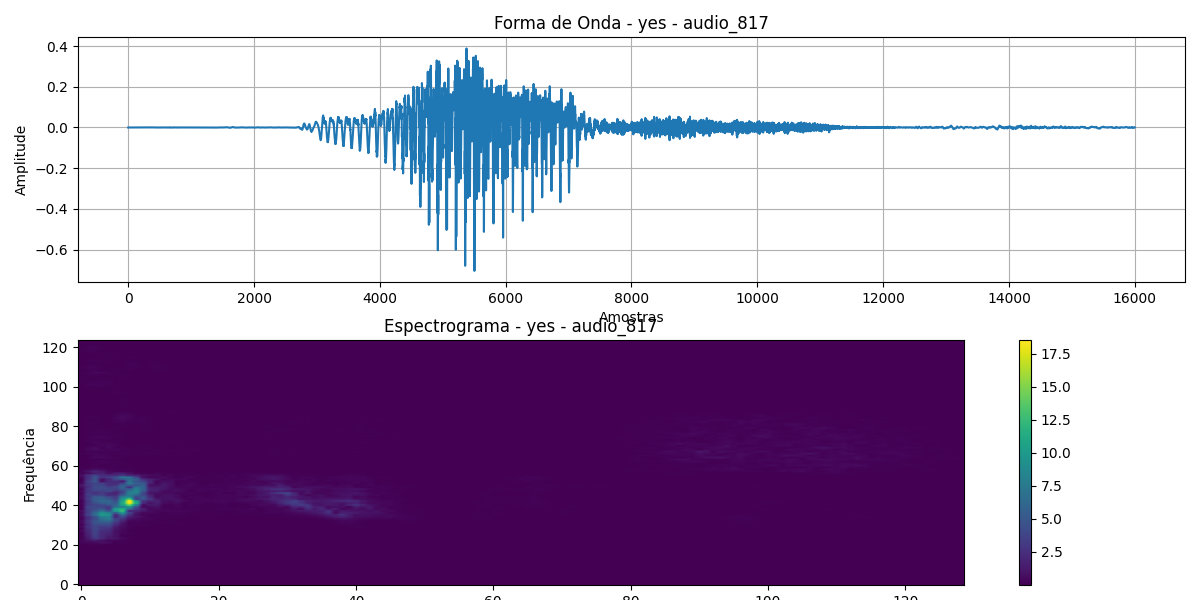 Forma de Onda - yes - audio_817
Amplitude
0.4
0.2
0.0
−0.2
−0.4
−0.6
0 2000 4000 6000 8000 10000 12000 14000 16000
Amostras
Espectrograma - yes - audio_817
Frequência
120
100
80
60
40
20
0
0 20 40 60 80 100 120
17.5
15.0
12.5
10.0
7.5
5.0
2.5